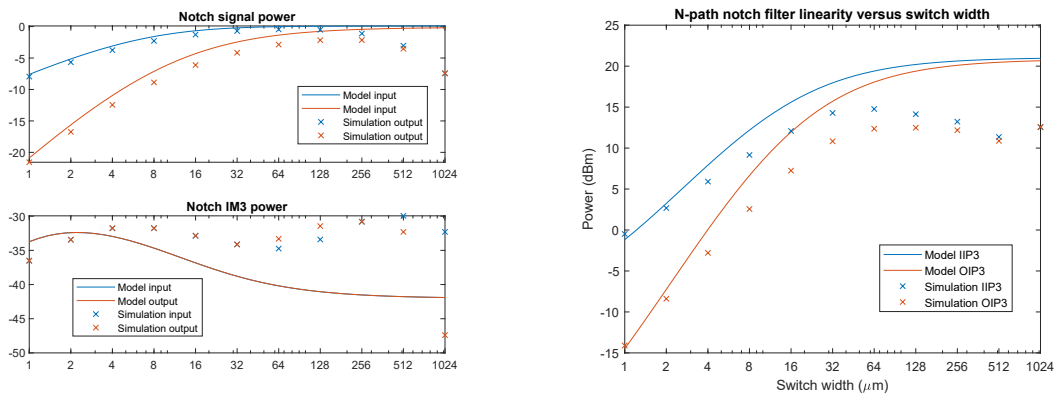 Notch signal power
0
-5
-10
-15
-20
Model input
Model input
Simulation output
Simulation output
1 2 4 8 16 32 64 128 256 512 1024
Notch IM3 power
-30
-35
-40
-45
-50
Model input
Model output
Simulation input
Simulation output
1 2 4 8 16 32 64 128 256 512 1024
N-path notch filter linearity versus switch width
25
20
15
10
5
0
-5
-10
-15
Power (dBm)
Model IIP3
Model OIP3
Simulation IIP3
Simulation OIP3
1 2 4 8 16 32 64 128 256 512 1024
Switch width (μm)